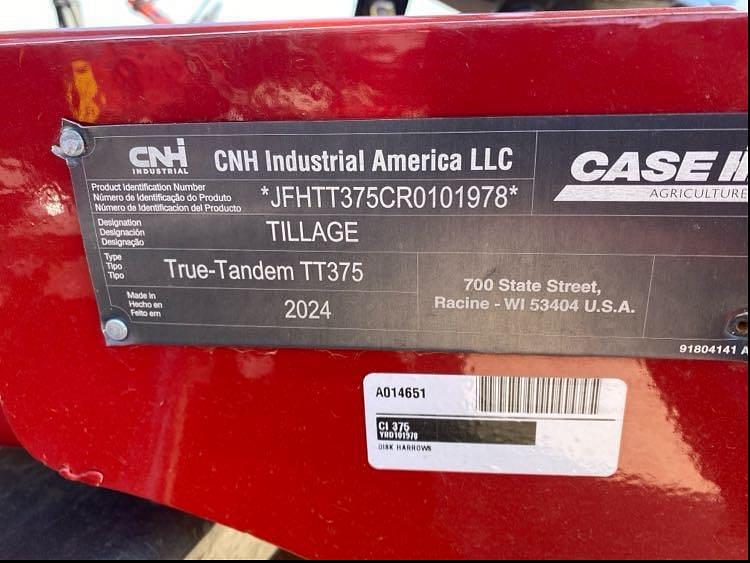 CNH
INDUSTRIAL
CNH Industrial America LLC
CASE I
AGRICULTURE
Product Identification Number
Número de Identificação do Produto
Número de Identificacion del Producto
*JFHTT375CR0101978*
Designation
Designación
Designação
TILLAGE
Type
Tipo
Tipo
True-Tandem TT375
Made in
Hecho en
Feito em
2024
700 State Street,
Racine - WI 53404 U.S.A.
91804141 A
A014651
CI 375
YRD101978
DISK HARROWS